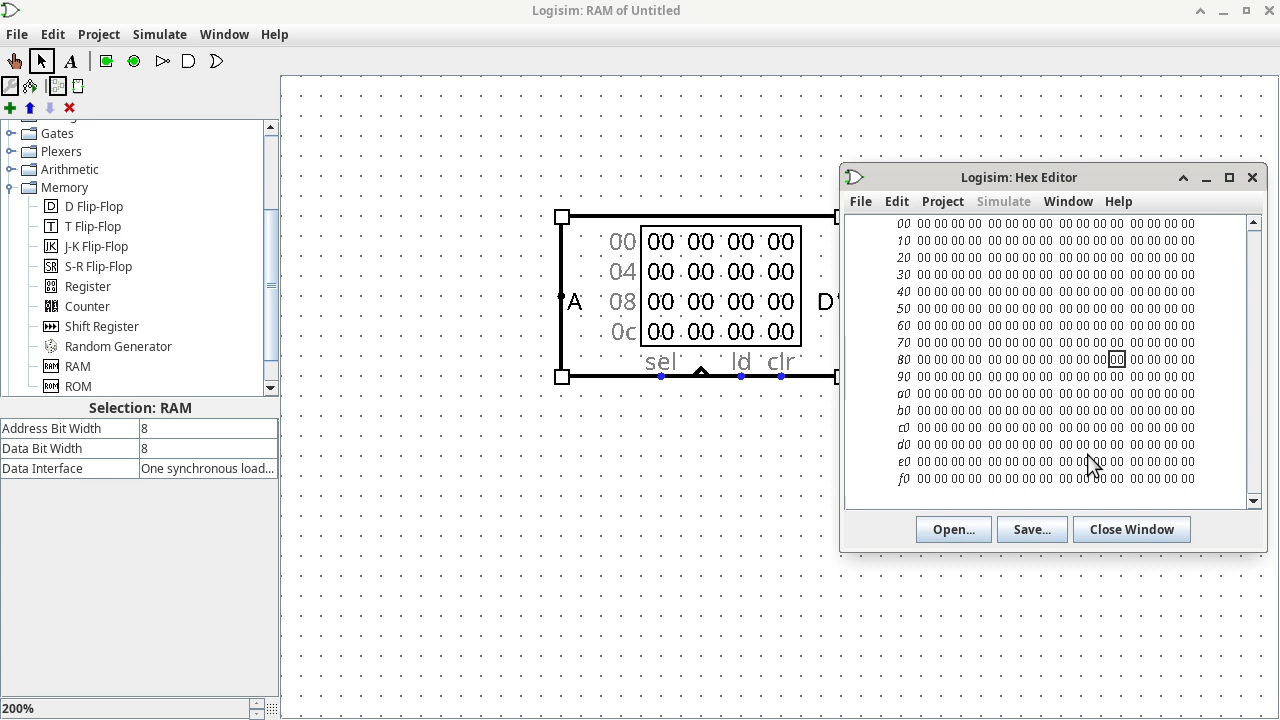 Logisim: RAM of Untitled
File Edit Project Simulate Window Help
A
Gates
Plexers
Arithmetic
Memory
D D Flip-Flop
T T Flip-Flop
JK J-K Flip-Flop
SR S-R Flip-Flop
Register
Counter
Shift Register
Random Generator
RAM RAM
ROM ROM
Selection: RAM
Address Bit Width 8
Data Bit Width 8
Data Interface One synchronous load...
200%
00 00 00 00 00
04 00 00 00 00
A 08 00 00 00 00 D
0c 00 00 00 00
sel ld clr
Logisim: Hex Editor
File Edit Project Simulate Window Help
00 00 00 00 00 00 00 00 00 00 00 00 00 00 00 00 00
10 00 00 00 00 00 00 00 00 00 00 00 00 00 00 00 00
20 00 00 00 00 00 00 00 00 00 00 00 00 00 00 00 00
30 00 00 00 00 00 00 00 00 00 00 00 00 00 00 00 00
40 00 00 00 00 00 00 00 00 00 00 00 00 00 00 00 00
50 00 00 00 00 00 00 00 00 00 00 00 00 00 00 00 00
60 00 00 00 00 00 00 00 00 00 00 00 00 00 00 00 00
70 00 00 00 00 00 00 00 00 00 00 00 00 00 00 00 00
80 00 00 00 00 00 00 00 00 00 00 00 00 00 00 00 00
90 00 00 00 00 00 00 00 00 00 00 00 00 00 00 00 00
a0 00 00 00 00 00 00 00 00 00 00 00 00 00 00 00 00
b0 00 00 00 00 00 00 00 00 00 00 00 00 00 00 00 00
c0 00 00 00 00 00 00 00 00 00 00 00 00 00 00 00 00
d0 00 00 00 00 00 00 00 00 00 00 00 00 00 00 00 00
e0 00 00 00 00 00 00 00 00 00 00 00 00 00 00 00 00
f0 00 00 00 00 00 00 00 00 00 00 00 00 00 00 00 00
Open... Save... Close Window